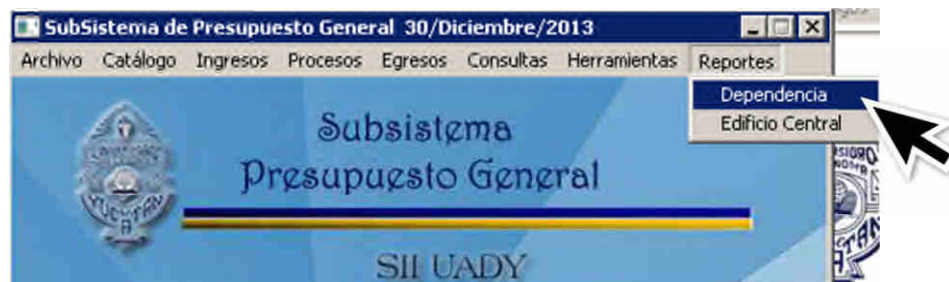 SubSistema de Presupuesto General 30/Diciembre/2013
Archivo Catálogo Ingresos Procesos Egresos Consultas Herramientas Reportes
Dependencia
Edificio Central
Subsistema
Presupuesto General
YUCATAN
SII UADY